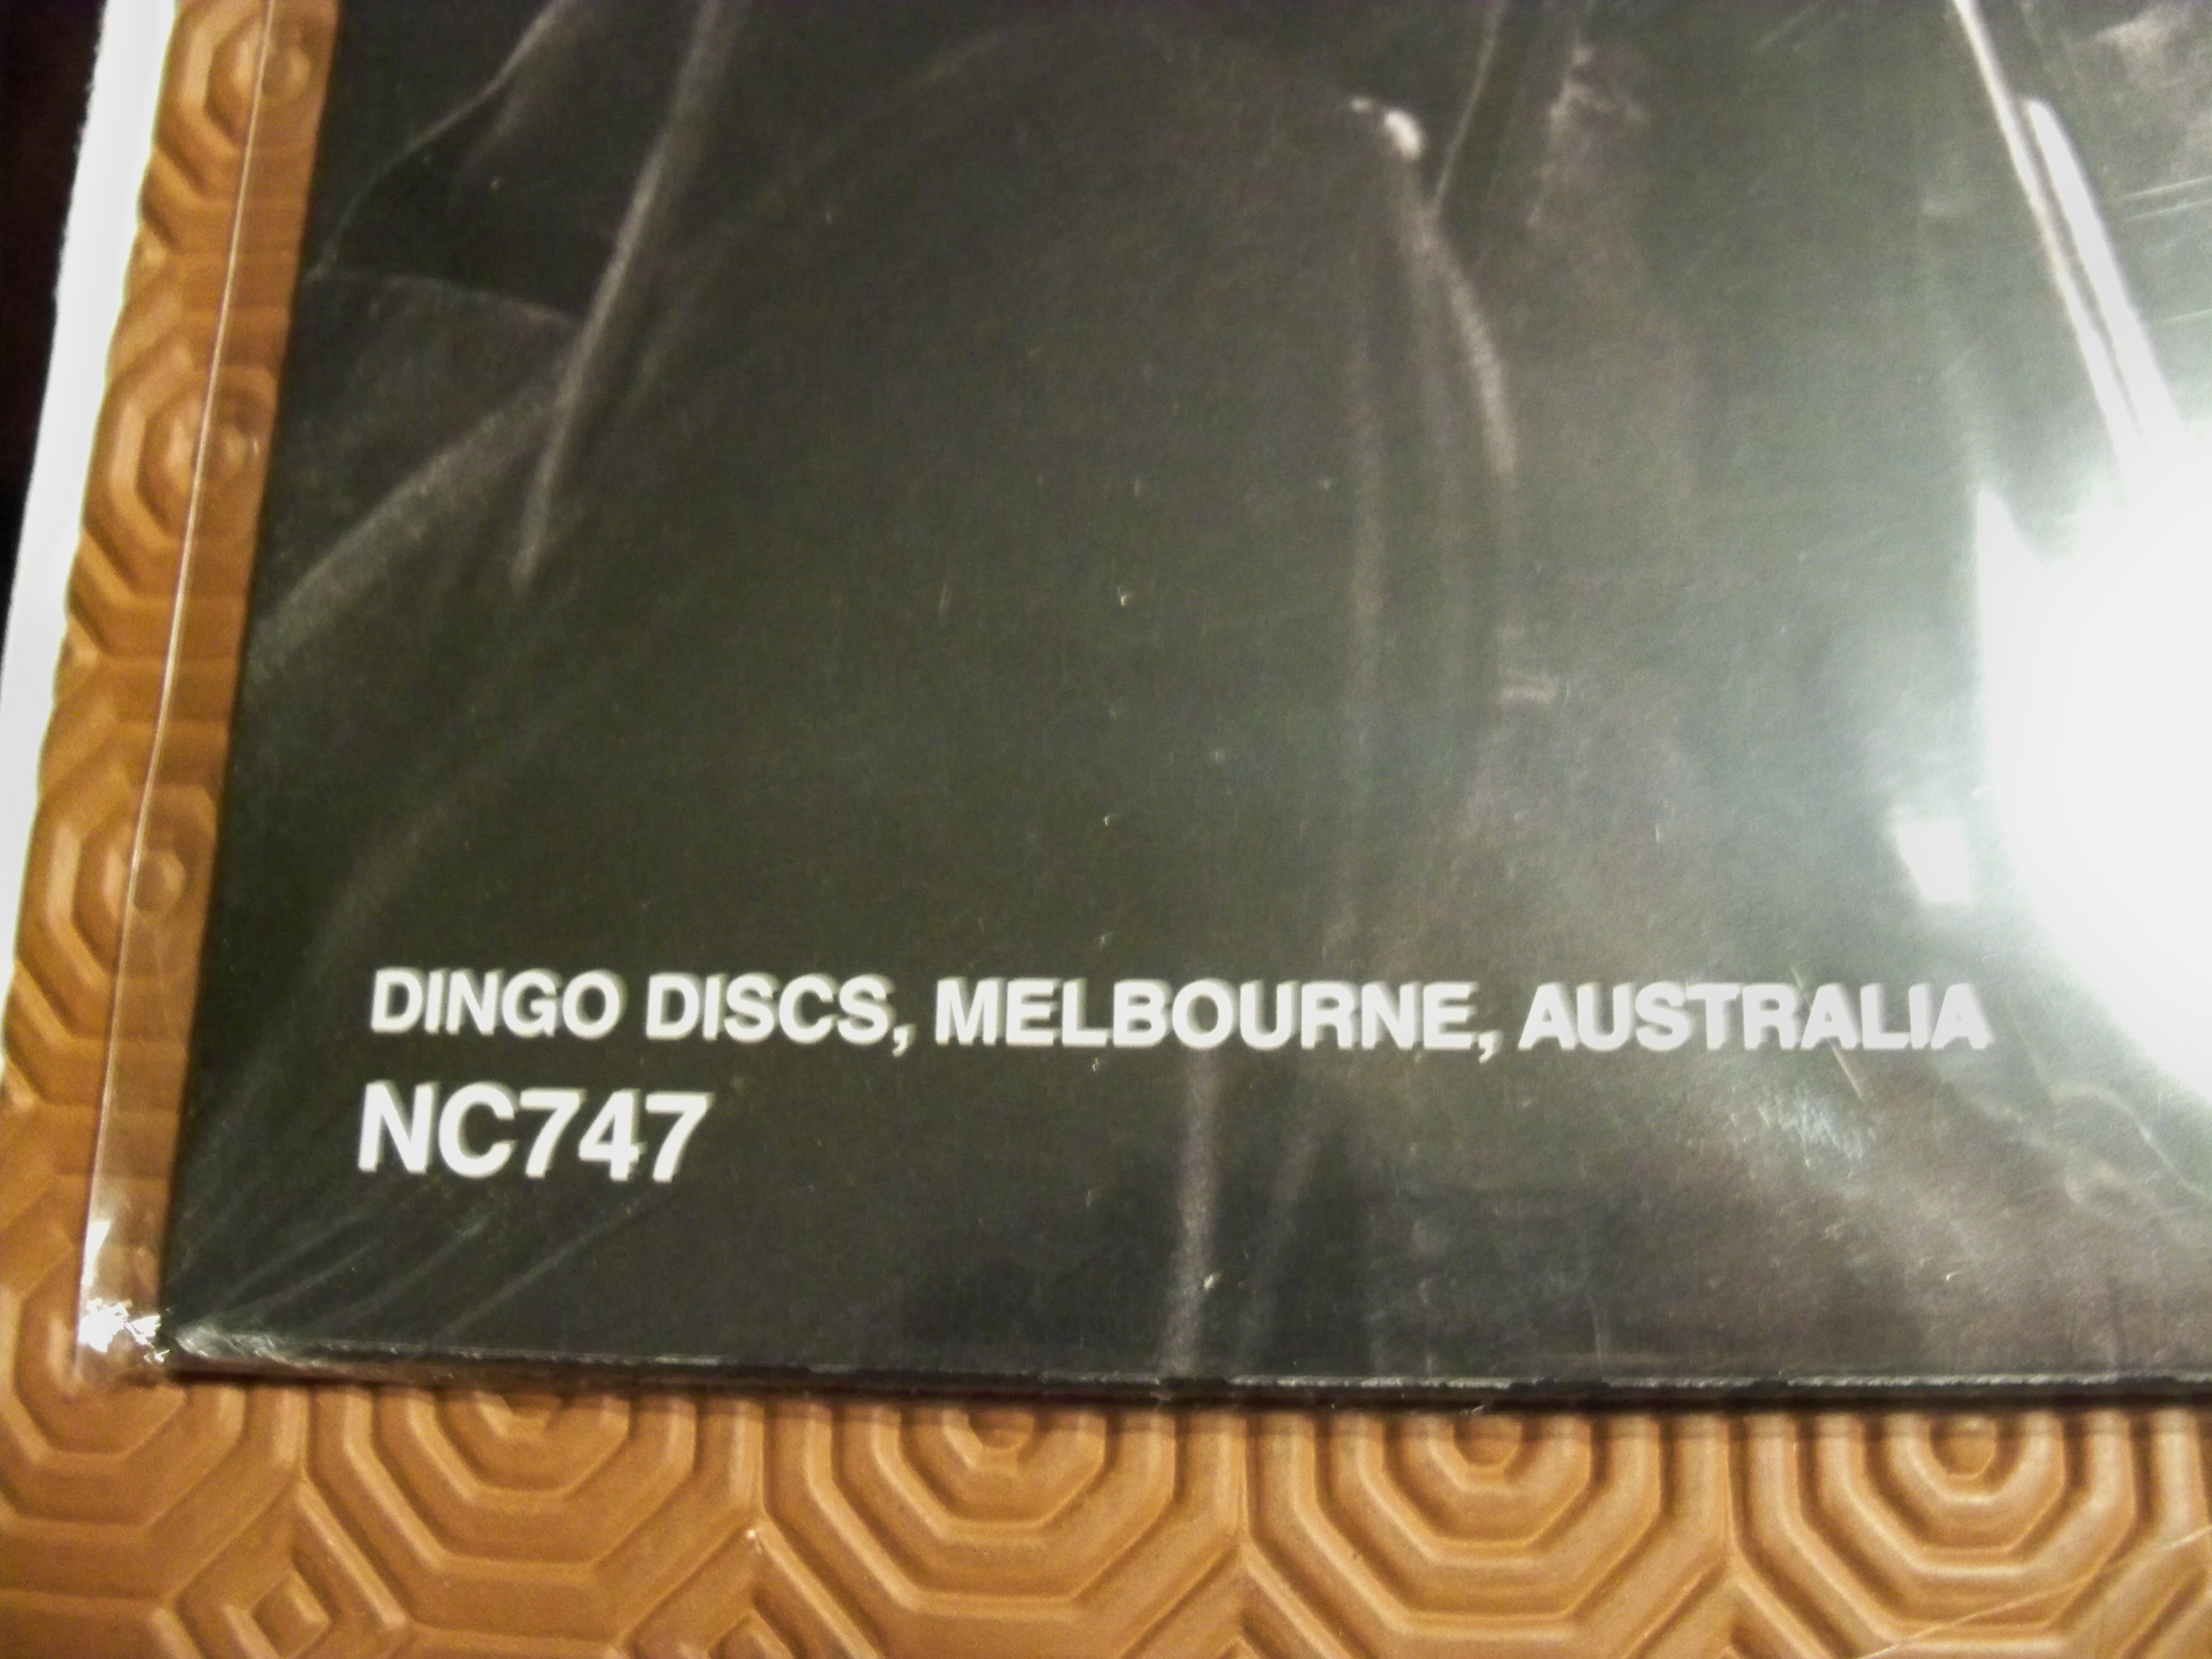 DINGO DISCS, MELBOURNE, AUSTRALIA
NC747